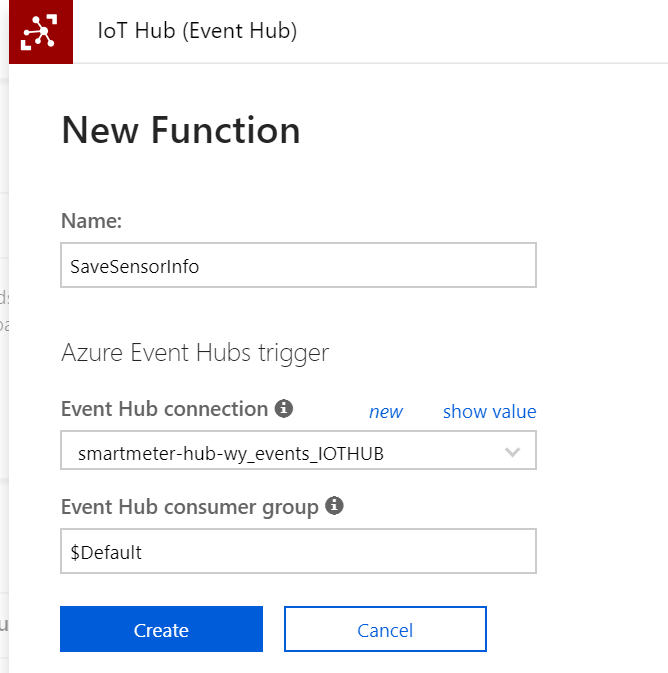 IoT Hub (Event Hub)
New Function
Name:
SaveSensorInfo
Azure Event Hubs trigger
Event Hub connection
new
show value
smartmeter-hub-wy_events_IOTHUB
Event Hub consumer group
$Default
Create
Cancel